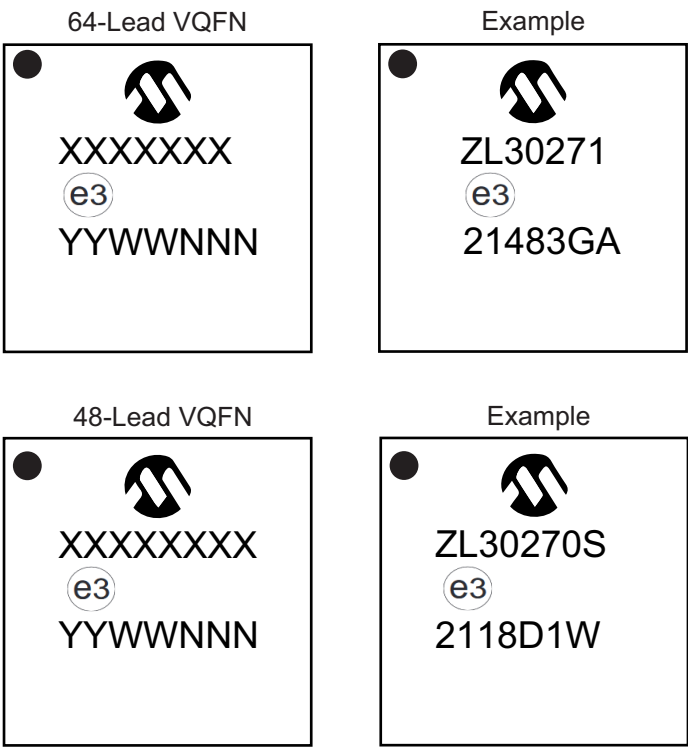 64-Lead VQFN
Example
XXXXXXX
e3
YYWWNNN
ZL30271
e3
21483GA
48-Lead VQFN
Example
XXXXXXXX
e3
YYWWNNN
ZL30270S
e3
2118D1W